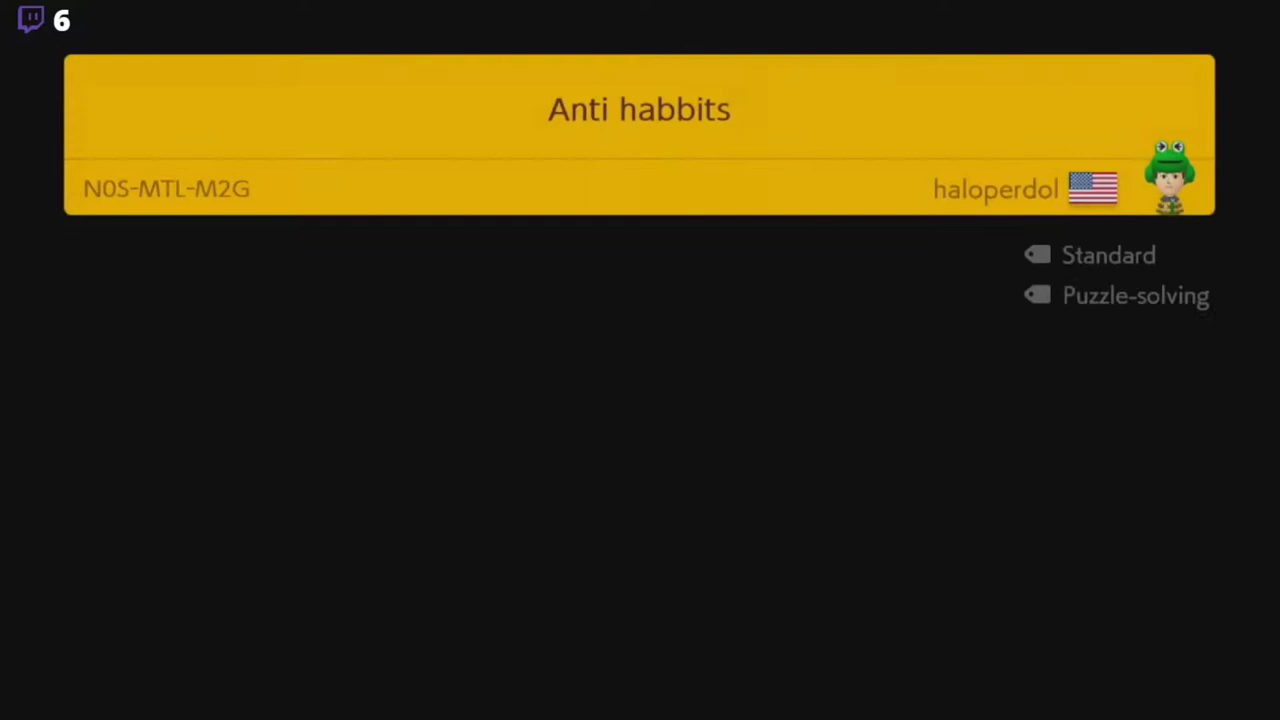 6
Anti habbits
N0S-MTL-M2G
haloperdol
Standard
Puzzle-solving